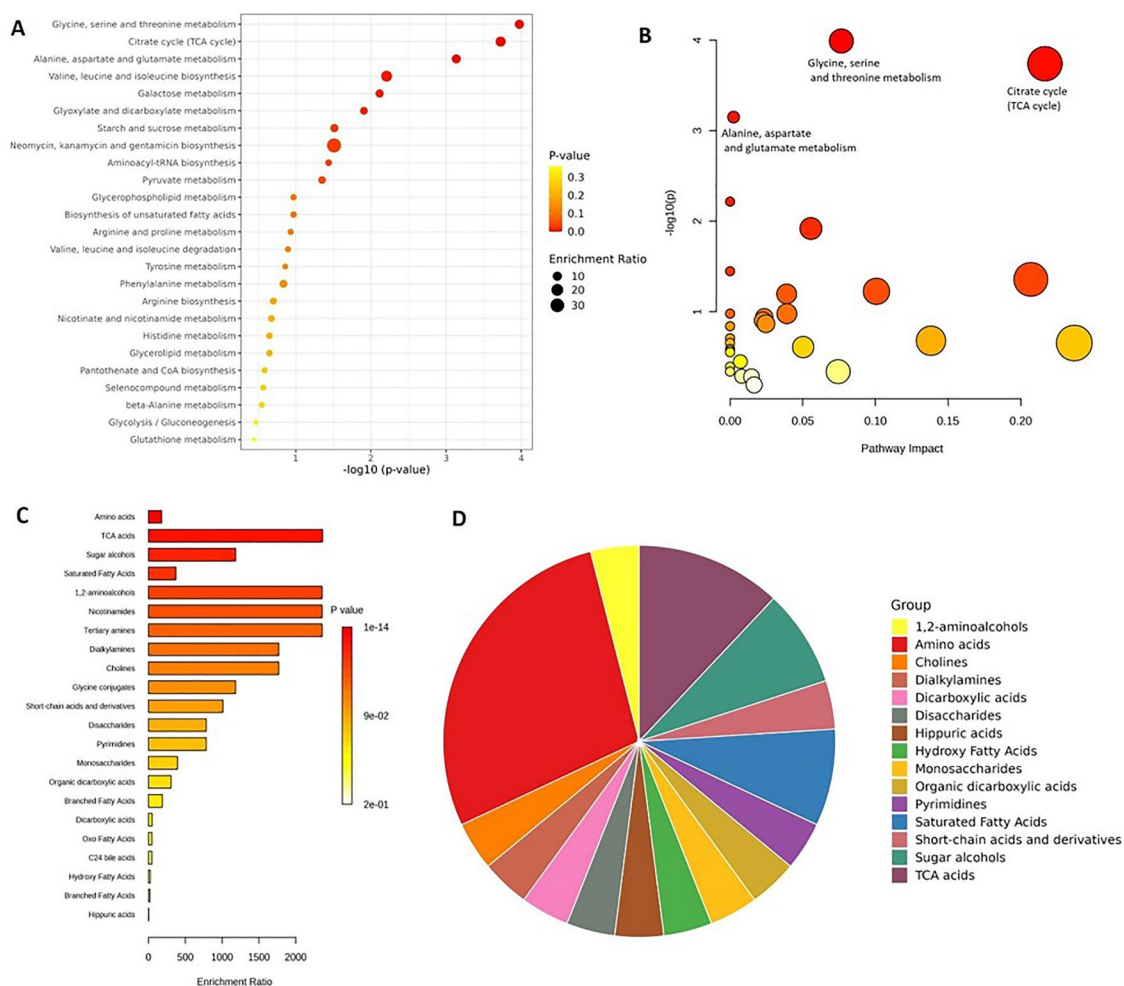 A
Glycine, serine and threonine metabolism
Citrate cycle (TCA cycle)
Alanine, aspartate and glutamate metabolism
Valine, leucine and isoleucine biosynthesis
Galactose metabolism
Glyoxylate and dicarboxylate metabolism
Starch and sucrose metabolism
Neomycin, kanamycin and gentamicin biosynthesis
Aminoacyl-tRNA biosynthesis
Pyruvate metabolism
Glycerophospholipid metabolism
Biosynthesis of unsaturated fatty acids
Arginine and proline metabolism
Valine, leucine and isoleucine degradation
Tyrosine metabolism
Phenylalanine metabolism
Arginine biosynthesis
Nicotinate and nicotinamide metabolism
Histidine metabolism
Glycerolipid metabolism
Pantothenate and CoA biosynthesis
Selenocompound metabolism
beta-Alanine metabolism
Glycolysis / Gluconeogenesis
Glutathione metabolism
1 2 3 4
-log10 (p-value)
P-value
0.3
0.2
0.1
0.0
Enrichment Ratio
10
20
30
B
4
3
2
1
-log10(p)
Glycine, serine
and threonine metabolism
Citrate cycle
(TCA cycle)
Alanine, aspartate
and glutamate metabolism
0.00 0.05 0.10 0.15 0.20
Pathway Impact
C
Amino acids
TCA acids
Sugar alcohols
Saturated Fatty Acids
1,2-aminoalcohols
Nicotinamides
Tertiary amines
Dialkylamines
Cholines
Glycine conjugates
Short-chain acids and derivatives
Disaccharides
Pyrimidines
Monosaccharides
Organic dicarboxylic acids
Branched Fatty Acids
Dicarboxylic acids
Oxo Fatty Acids
C24 bile acids
Hydroxy Fatty Acids
Branched Fatty Acids
Hippuric acids
0 500 1000 1500 2000
Enrichment Ratio
P value
1e-14
9e-02
2e-01
D
Group
1,2-aminoalcohols
Amino acids
Cholines
Dialkylamines
Dicarboxylic acids
Disaccharides
Hippuric acids
Hydroxy Fatty Acids
Monosaccharides
Organic dicarboxylic acids
Pyrimidines
Saturated Fatty Acids
Short-chain acids and derivatives
Sugar alcohols
TCA acids